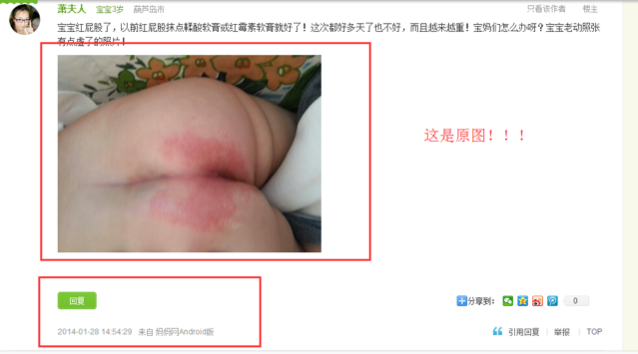 萧夫人 宝宝3岁 葫芦岛市 只看该作者 楼主
宝宝红屁股了，以前红屁股抹点鞣酸软膏或红霉素软膏就好了！这次都好多天了也不好，而且越来越重！宝妈们怎么办呀？宝宝老动照张
有点虚了的照片！
这是原图！！！
回复 分享到： 0
2014-01-28 14:54:29 来自 妈妈网Android版 引用回复 举报 TOP